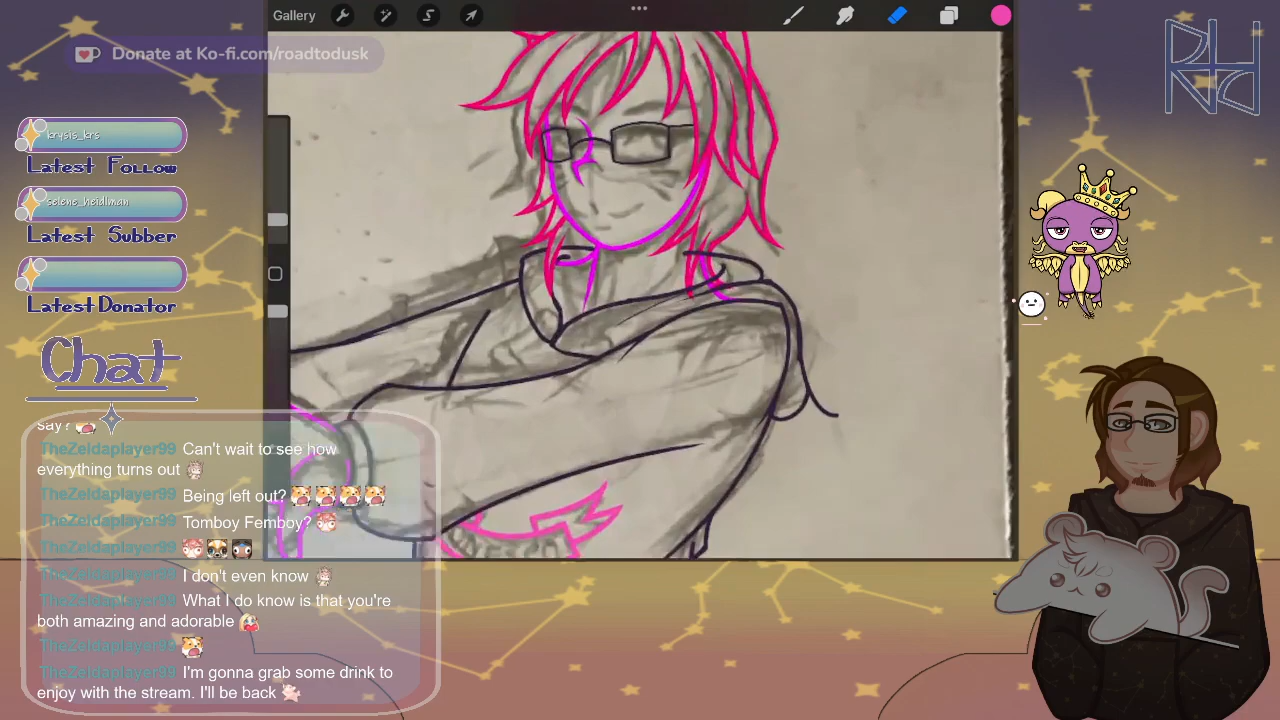 Gallery
Donate at Ko-fi.com/roadtodusk
krysis_krs
Latest Follow
selene_heidlman
Latest Subber
Latest Donator
Chat
say?
TheZeldaplayer99 Can't wait to see how
everything turns out
TheZeldaplayer99 Being left out?
TheZeldaplayer99 Tomboy Femboy?
TheZeldaplayer99
TheZeldaplayer99 I don't even know
TheZeldaplayer99 What I do know is that you're
both amazing and adorable
TheZeldaplayer99
TheZeldaplayer99 I'm gonna grab some drink to
enjoy with the stream. I'll be back